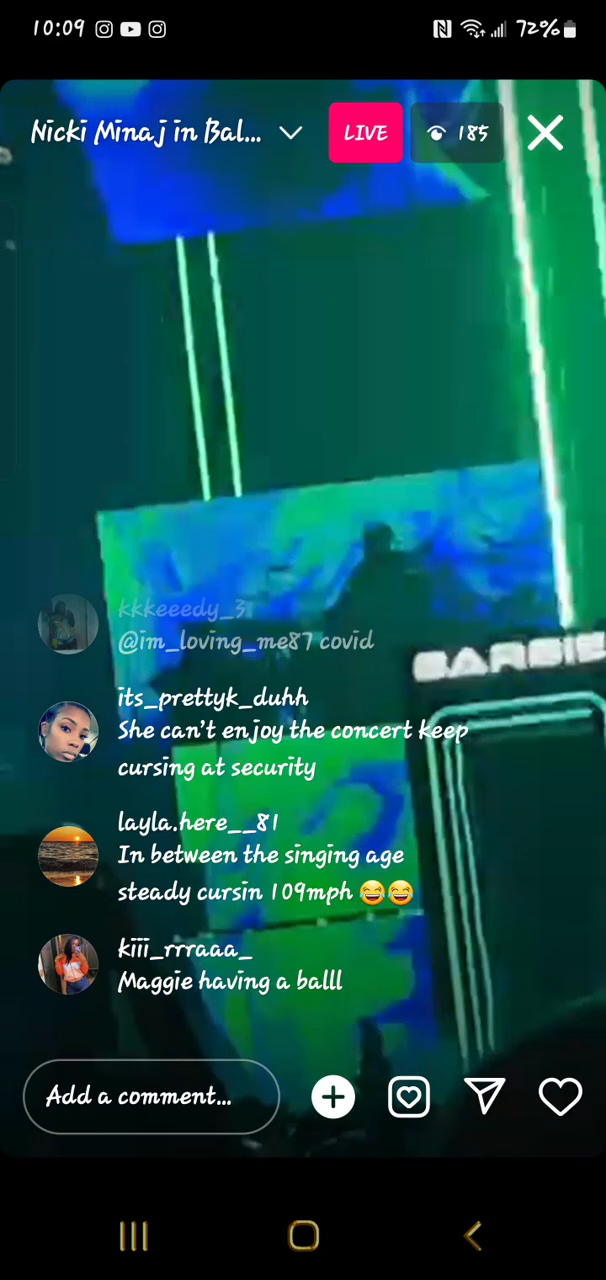 10:09 72%
Nicki Minaj in Bal... LIVE 185
BARBIE
kkkeeedy_3
@im_loving_me87 covid
its_prettyk_duhh
She can't enjoy the concert keep
cursing at security
layla.here__81
In between the singing age
steady cursin 109mph 😂😂
kiii_rrraaa_
Maggie having a balll
Add a comment...